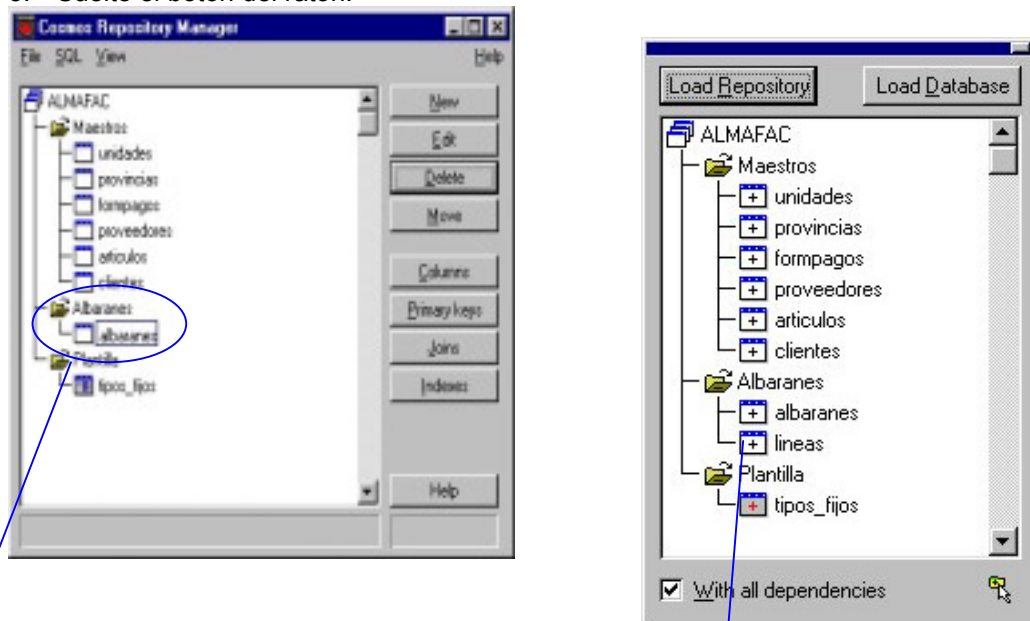 Cosmos Repository Manager
File SQL View Help
ALMAFAC
Maestros
unidades
provincias
formpagos
proveedores
articulos
clientes
Albaranes
albaranes
Plantilla
tipos_fijos
New
Edit
Delete
Move
Columns
Primary keys
Joins
Indexes
Help
Load Repository Load Database
ALMAFAC
Maestros
unidades
provincias
formpagos
proveedores
articulos
clientes
Albaranes
albaranes
lineas
Plantilla
tipos_fijos
With all dependencies